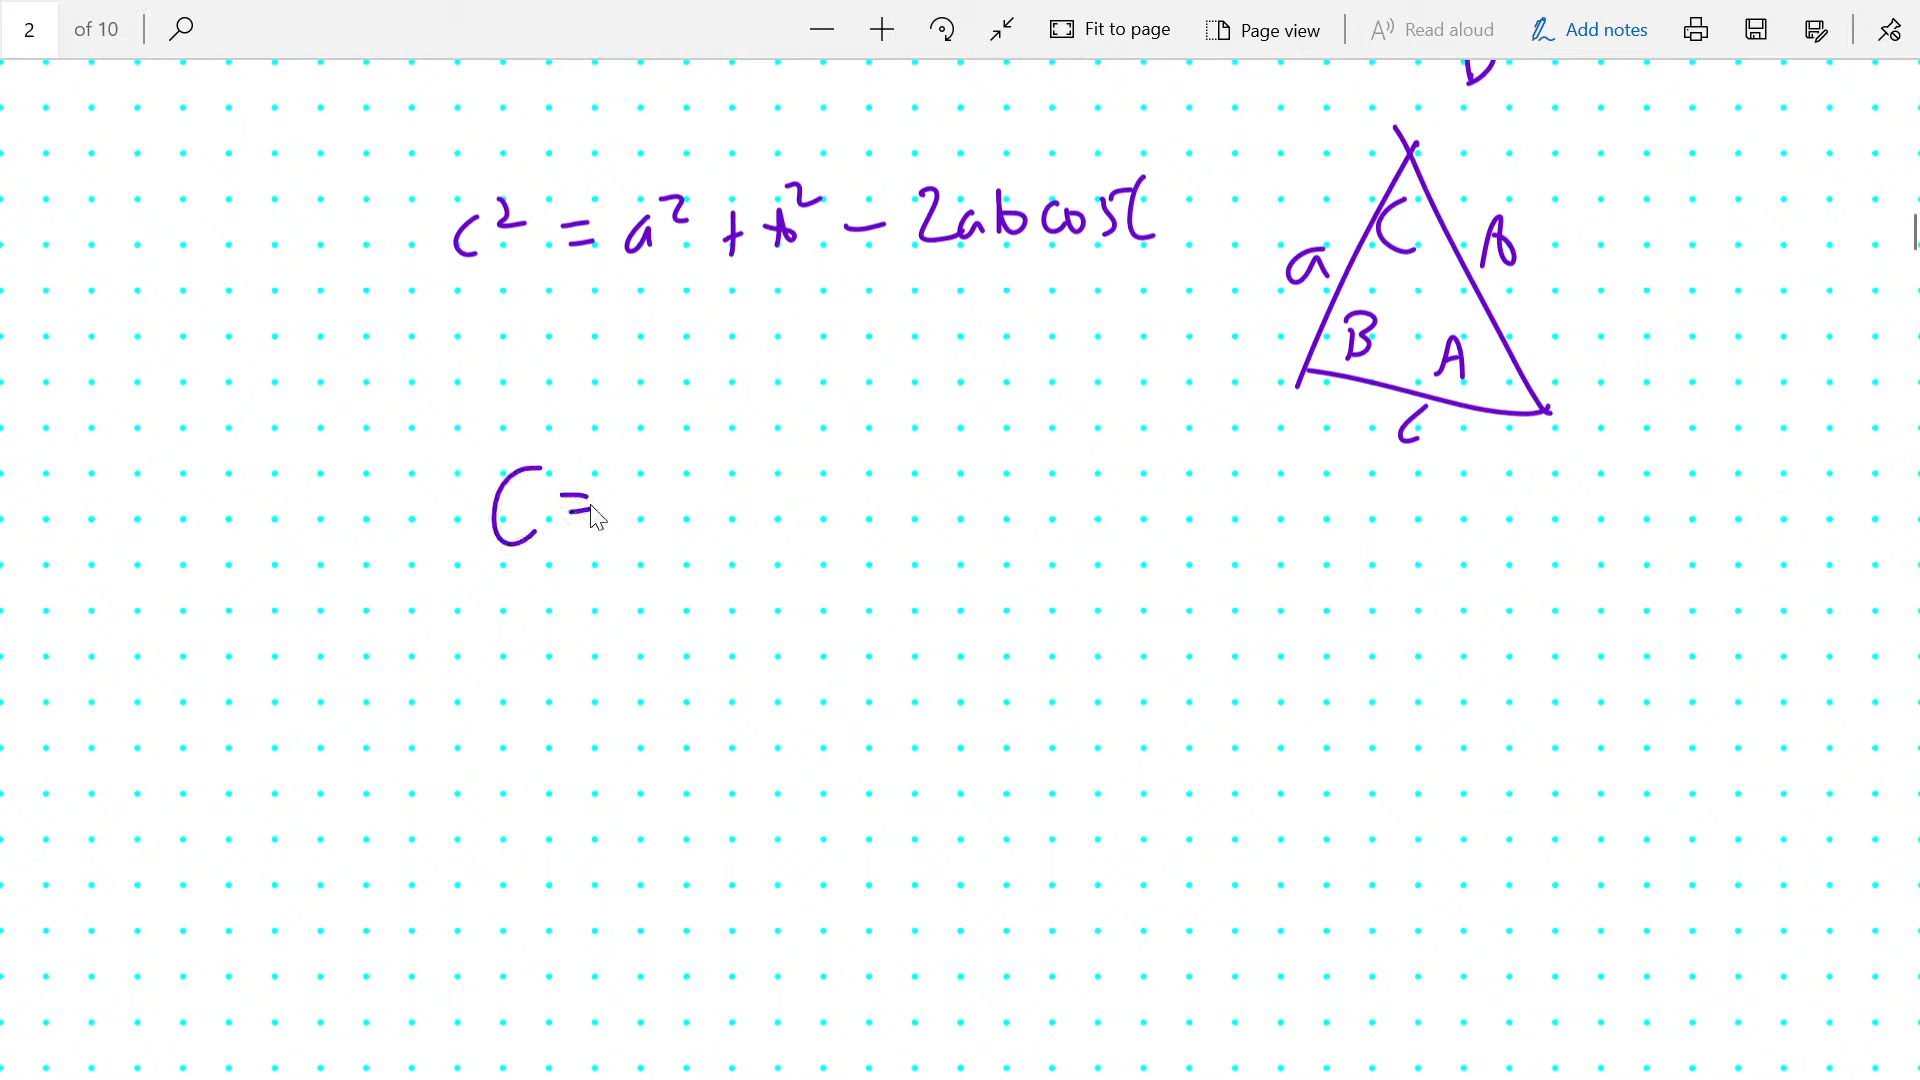 2 of 10 Fit to page Page view Read aloud Add notes
c² = a² + b² - 2ab cos C
C
a b
B A
c
C =